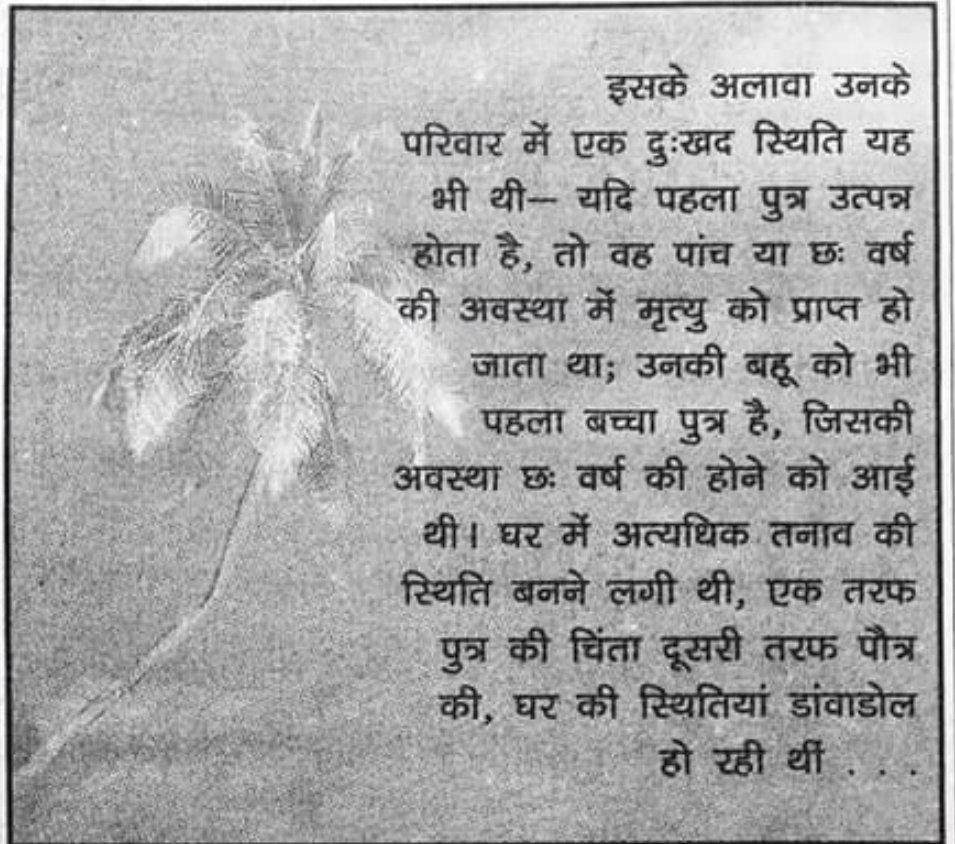 इसके अलावा उनके
परिवार में एक दुःखद स्थिति यह
भी थी— यदि पहला पुत्र उत्पन्न
होता है, तो वह पांच या छः वर्ष
की अवस्था में मृत्यु को प्राप्त हो
जाता था; उनकी बहू को भी
पहला बच्चा पुत्र है, जिसकी
अवस्था छः वर्ष की होने को आई
थी। घर में अत्यधिक तनाव की
स्थिति बनने लगी थी, एक तरफ
पुत्र की चिंता दूसरी तरफ पौत्र
की, घर की स्थितियां डांवाडोल
हो रही थीं . . .